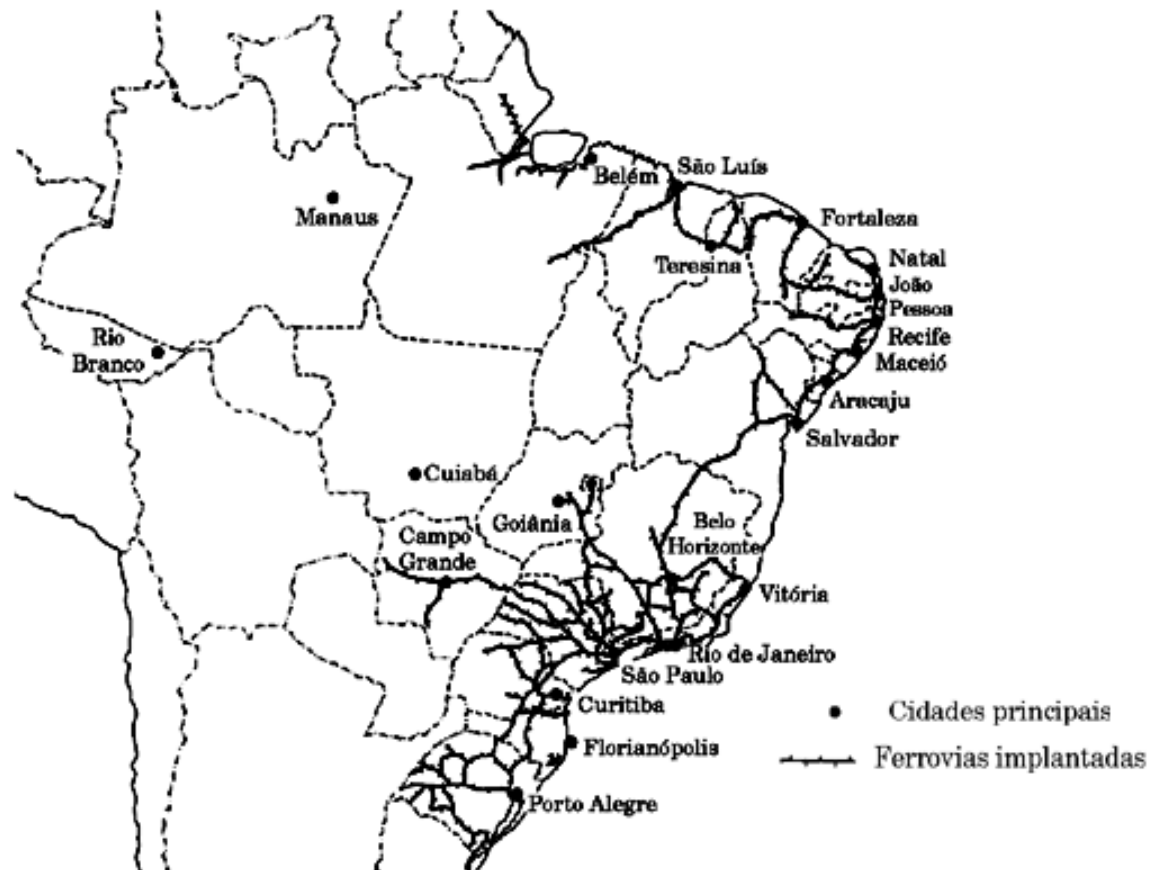 Belém
São Luís
Manaus
Fortaleza
Teresina
Natal
João
Pessoa
Rio
Branco
Recife
Maceió
Aracaju
Salvador
Cuiabá
Goiânia
Belo
Horizonte
Campo
Grande
Vitória
Rio de Janeiro
São Paulo
Curitiba
Cidades principais
Florianópolis
Ferrovias implantadas
Porto Alegre